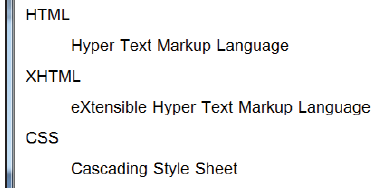 HTML
Hyper Text Markup Language
XHTML
eXtensible Hyper Text Markup Language
CSS
Cascading Style Sheet